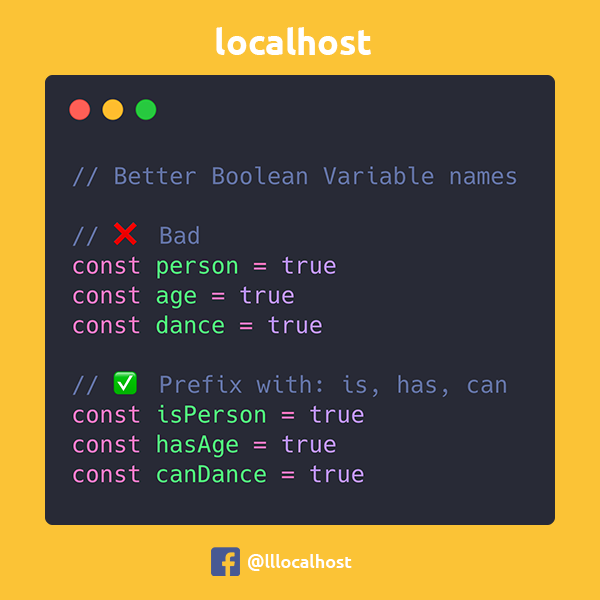 localhost
// Better Boolean Variable names
// ❌ Bad
const person = true
const age = true
const dance = true
// ✅ Prefix with: is, has, can
const isPerson = true
const hasAge = true
const canDance = true
@lllocalhost